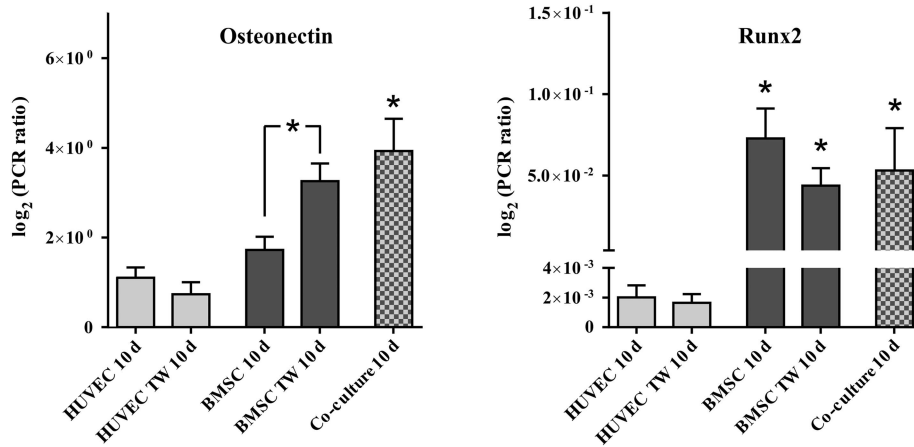 Osteonectin
log₂ (PCR ratio)
6×10⁰
4×10⁰
2×10⁰
0
*
*
HUVEC 10 d
HUVEC TW 10 d
BMSC 10 d
BMSC TW 10 d
Co-culture 10 d
Runx2
log₂ (PCR ratio)
1.5×10⁻¹
1.0×10⁻¹
5.0×10⁻²
4×10⁻³
2×10⁻³
0
*
*
*
HUVEC 10 d
HUVEC TW 10 d
BMSC 10 d
BMSC TW 10 d
Co-culture 10 d